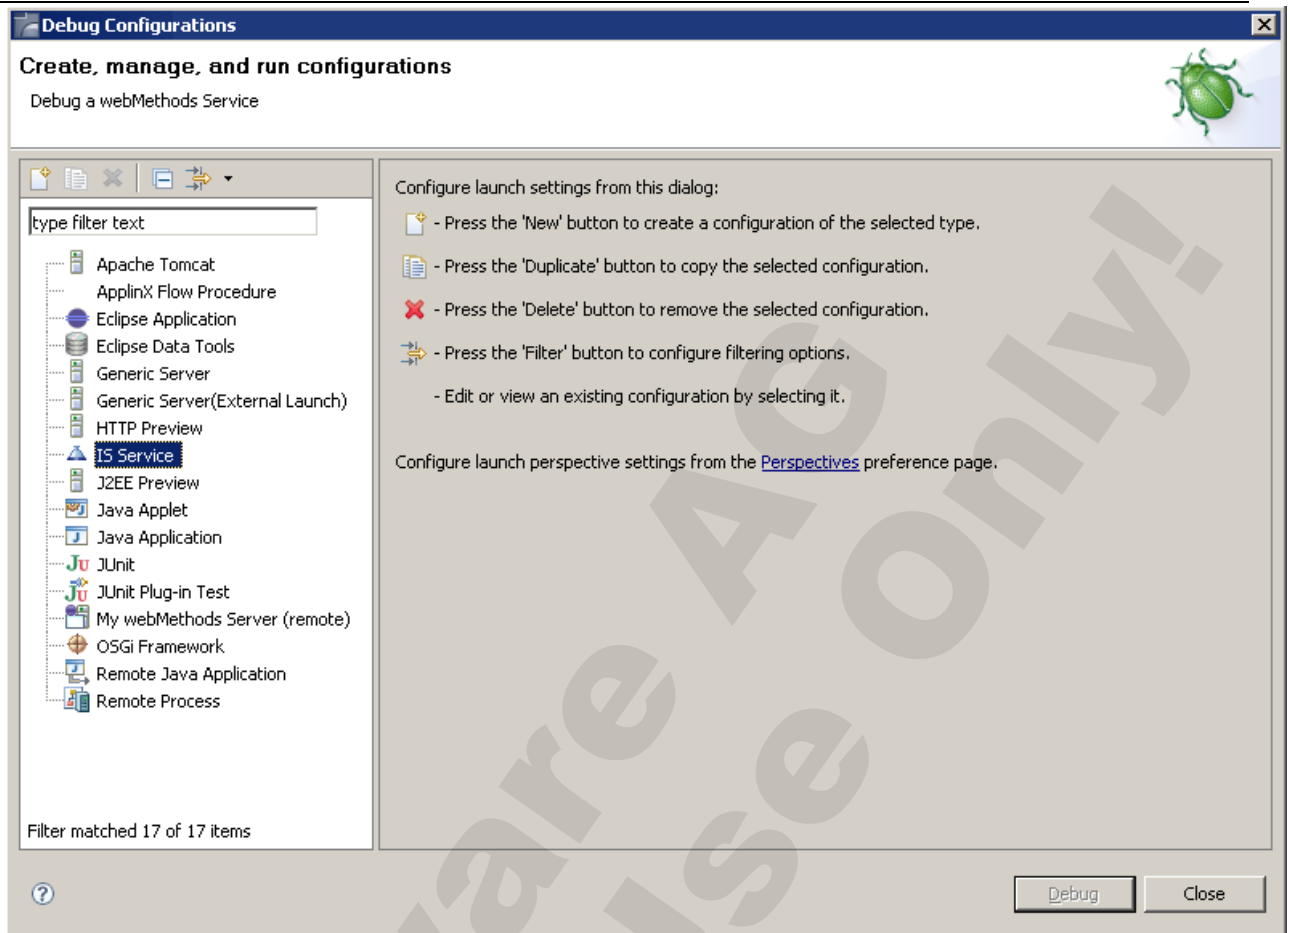 Debug Configurations
Create, manage, and run configurations
Debug a webMethods Service
type filter text
Apache Tomcat
ApplinX Flow Procedure
Eclipse Application
Eclipse Data Tools
Generic Server
Generic Server(External Launch)
HTTP Preview
IS Service
J2EE Preview
Java Applet
Java Application
JUnit
JUnit Plug-in Test
My webMethods Server (remote)
OSGi Framework
Remote Java Application
Remote Process
Filter matched 17 of 17 items
Configure launch settings from this dialog:
- Press the 'New' button to create a configuration of the selected type.
- Press the 'Duplicate' button to copy the selected configuration.
- Press the 'Delete' button to remove the selected configuration.
- Press the 'Filter' button to configure filtering options.
- Edit or view an existing configuration by selecting it.
Configure launch perspective settings from the Perspectives preference page.
Debug
Close
are AG
Use Only!